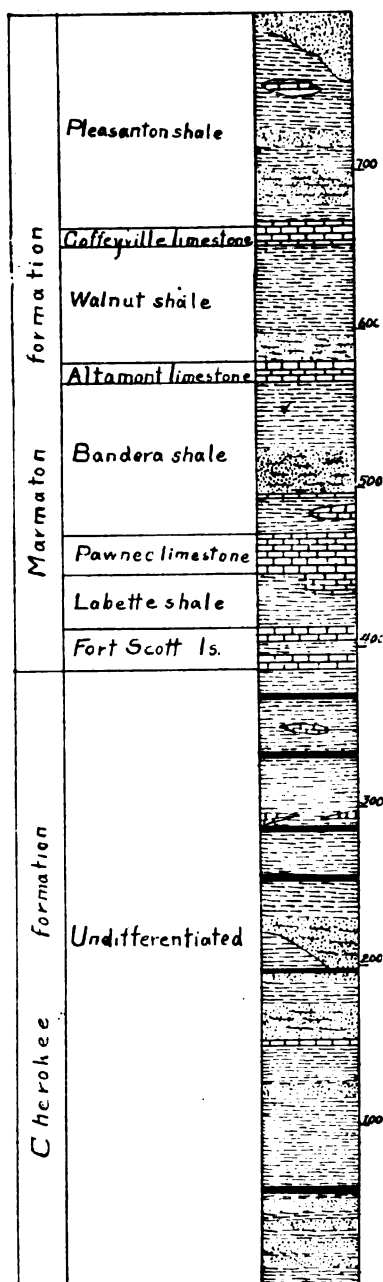 Marmaton formation
Pleasanton shale
Coffeyville limestone
Walnut shale
Altamont limestone
Bandera shale
Pawnee limestone
Labette shale
Fort Scott ls.
Cherokee formation
Undifferentiated
700
600
500
400
300
200
100